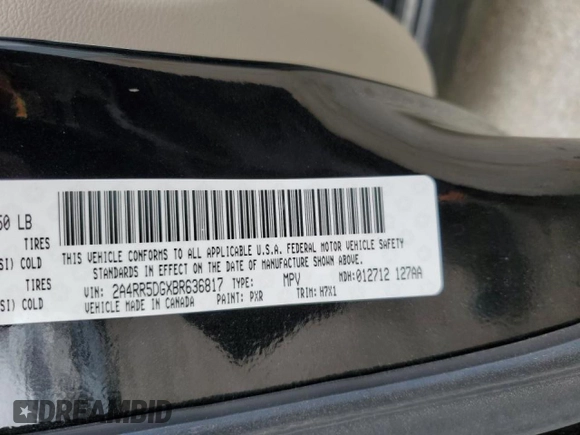 50 LB
TIRES
SI) COLD
TIRES
SI) COLD
THIS VEHICLE CONFORMS TO ALL APPLICABLE U.S.A. FEDERAL MOTOR VEHICLE SAFETY
STANDARDS IN EFFECT ON THE DATE OF MANUFACTURE SHOWN ABOVE.
VIN: 2A4RR5DGXBR636817 TYPE: MPV MDH: 012712 127AA
VEHICLE MADE IN CANADA PAINT: PXR TRIM: H7X1
DREAMBID